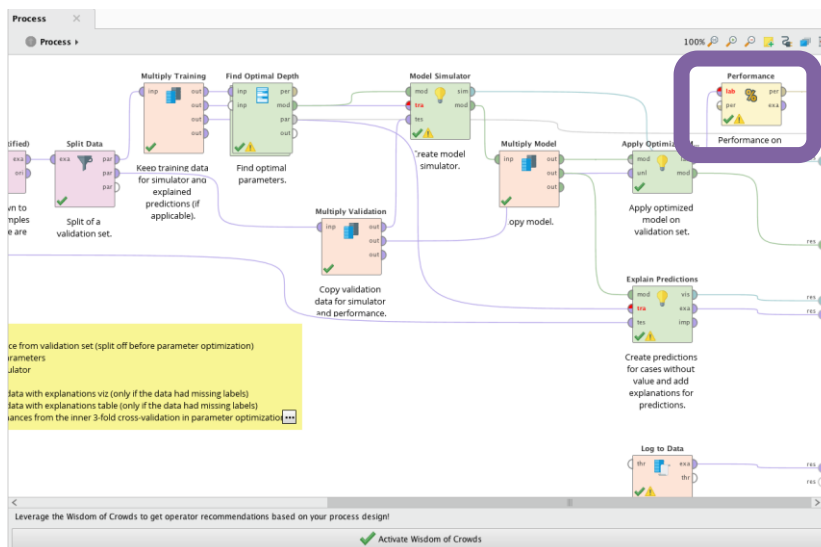 Process
Process
100%
Performance
lab
per
per
exa
Performance on
Multiply Training
inp
out
out
out
out
Keep training data
for simulator and
explained
predictions (if
applicable).
Find Optimal Depth
inp
per
inp
mod
par
out
Find optimal
parameters.
Model Simulator
mod
sim
tra
mod
tes
Create model
simulator.
tified)
exa
ori
wn to
mples
e are
Split Data
exa
par
par
par
Split of a
validation set.
Multiply Model
inp
out
out
out
opy model.
Apply Optimized M...
mod
unl
mod
Apply optimized
model on
validation set.
res
Multiply Validation
inp
out
out
out
Copy validation
data for simulator
and performance.
Explain Predictions
mod
vis
tra
exa
tes
imp
res
res
Create predictions
for cases without
value and add
explanations for
predictions.
ce from validation set (split off before parameter optimization)
arameters
ulator
data with explanations viz (only if the data had missing labels)
data with explanations table (only if the data had missing labels)
nances from the inner 3-fold cross-validation in parameter optimization
Log to Data
thr
exa
thr
res
res
Leverage the Wisdom of Crowds to get operator recommendations based on your process design!
Activate Wisdom of Crowds